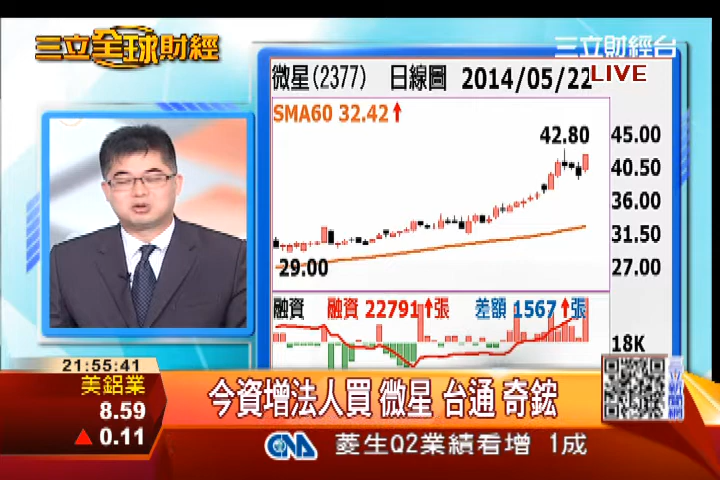 三立全球財經
三立財經台
LIVE
微星(2377) 日線圖 2014/05/22
SMA60 32.42↑
42.80
45.00
40.50
36.00
31.50
27.00
29.00
融資 融資 22791↑張 差額 1567↑張
18K
21:55:41
美鋁業
8.59
▲0.11
今資增法人買 微星 台通 奇鋐
CNA 菱生Q2業績看增 1成